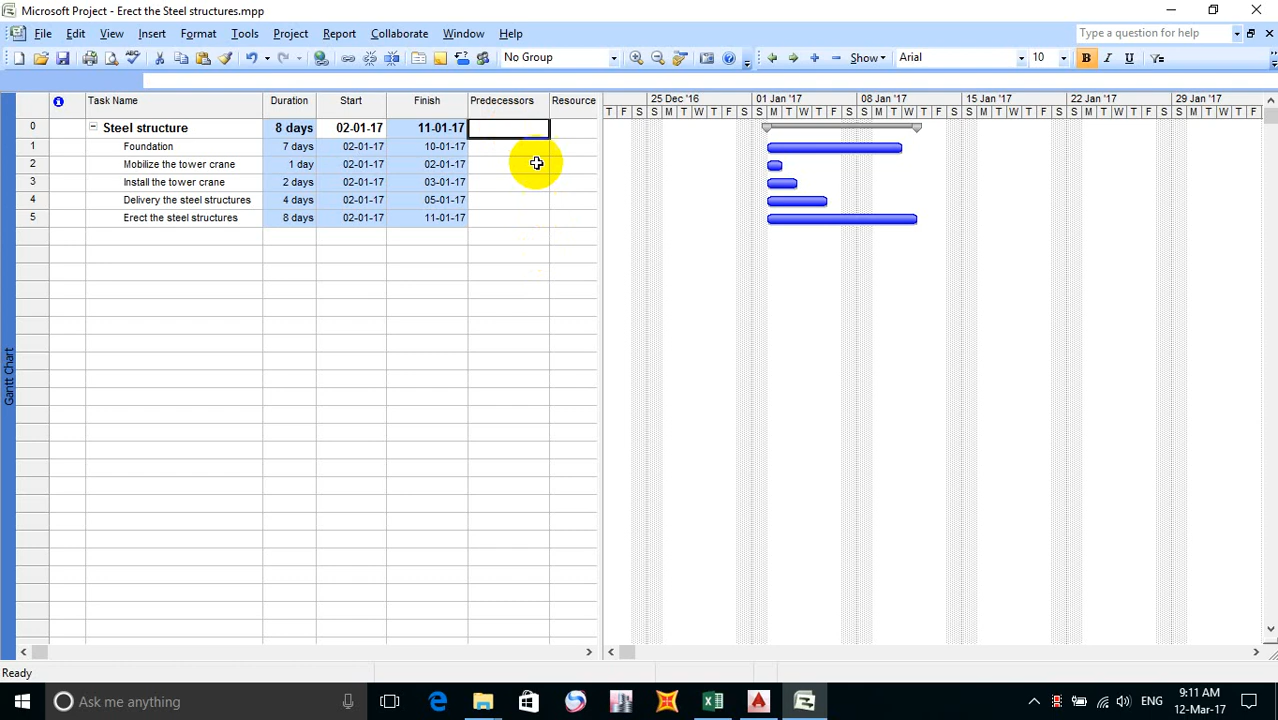 Microsoft Project - Erect the Steel structures.mpp
File Edit View Insert Format Tools Project Report Collaborate Window Help Type a question for help
No Group Show Arial 10 B I U
Task Name Duration Start Finish Predecessors Resource
25 Dec '16 01 Jan '17 08 Jan '17 15 Jan '17 22 Jan '17 29 Jan '17
T F S S M T W T F S S M T W T F S S M T W T F S S M T W T F S S M T W T F S S M T W T F
0 Steel structure 8 days 02-01-17 11-01-17
1 Foundation 7 days 02-01-17 10-01-17
2 Mobilize the tower crane 1 day 02-01-17 02-01-17
3 Install the tower crane 2 days 02-01-17 03-01-17
4 Delivery the steel structures 4 days 02-01-17 05-01-17
5 Erect the steel structures 8 days 02-01-17 11-01-17
Gantt Chart
Ready
Ask me anything
ENG
9:11 AM
12-Mar-17